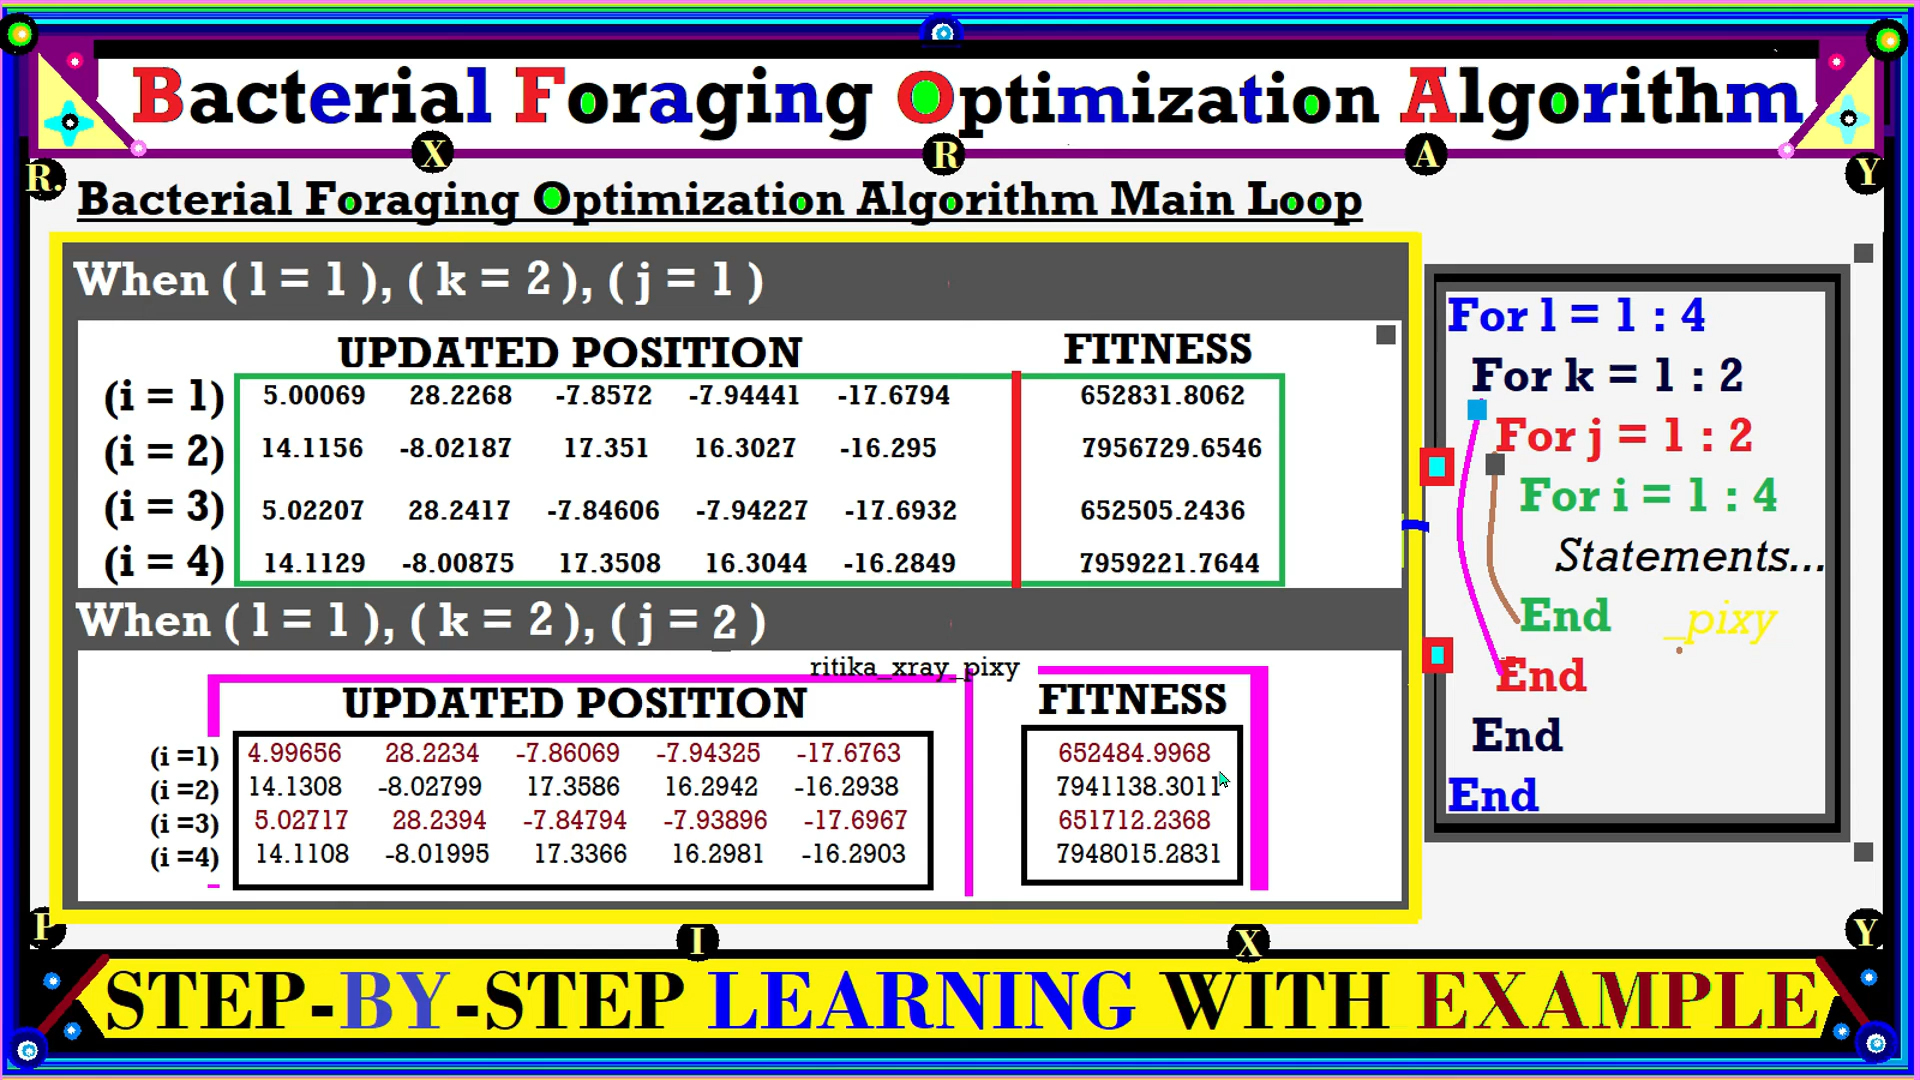 Bacterial Foraging Optimization Algorithm
X R A
R. Y
Bacterial Foraging Optimization Algorithm Main Loop
When ( l = 1 ), ( k = 2 ), ( j = 1 )
UPDATED POSITION FITNESS
(i = 1) 5.00069 28.2268 -7.8572 -7.94441 -17.6794 652831.8062
(i = 2) 14.1156 -8.02187 17.351 16.3027 -16.295 7956729.6546
(i = 3) 5.02207 28.2417 -7.84606 -7.94227 -17.6932 652505.2436
(i = 4) 14.1129 -8.00875 17.3508 16.3044 -16.2849 7959221.7644
When ( l = 1 ), ( k = 2 ), ( j = 2 )
ritika_xray_pixy
UPDATED POSITION FITNESS
(i =1) 4.99656 28.2234 -7.86069 -7.94325 -17.6763 652484.9968
(i =2) 14.1308 -8.02799 17.3586 16.2942 -16.2938 7941138.3011
(i =3) 5.02717 28.2394 -7.84794 -7.93896 -17.6967 651712.2368
(i =4) 14.1108 -8.01995 17.3366 16.2981 -16.2903 7948015.2831
For l = 1 : 4
For k = 1 : 2
For j = 1 : 2
For i = 1 : 4
Statements...
End _pixy
End
End
End
P I X Y
STEP-BY-STEP LEARNING WITH EXAMPLE